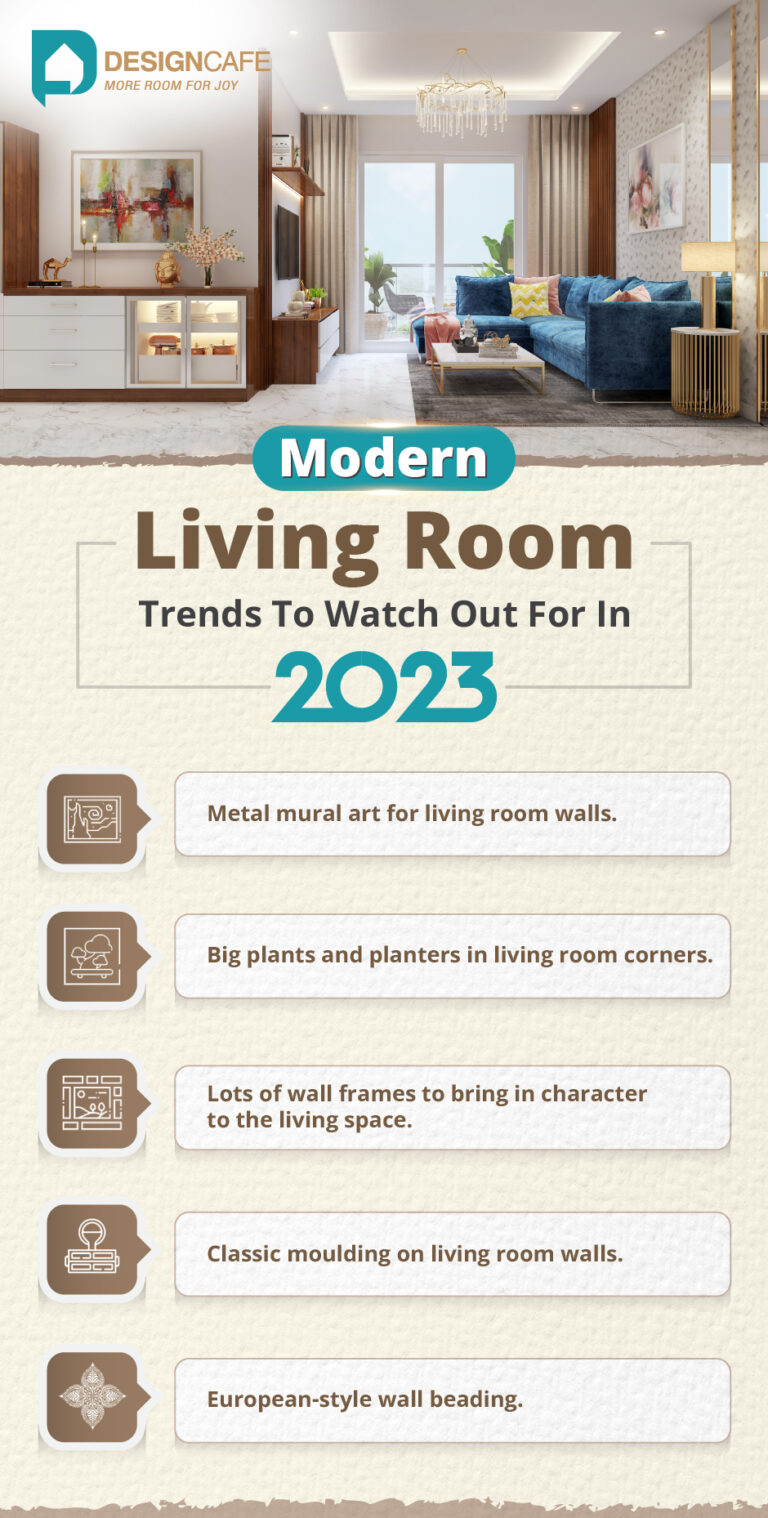 DESIGNCAFE
MORE ROOM FOR JOY
Modern
Living Room
Trends To Watch Out For In
2023
Metal mural art for living room walls.
Big plants and planters in living room corners.
Lots of wall frames to bring in character
to the living space.
Classic moulding on living room walls.
European-style wall beading.